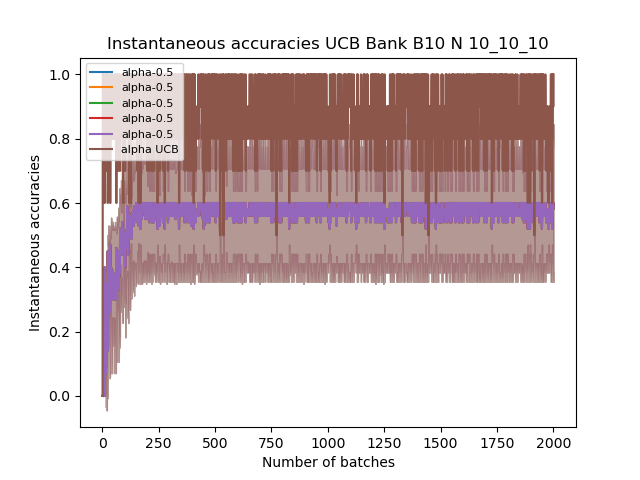 Instantaneous accuracies UCB Bank B10 N 10_10_10
alpha-0.5
alpha-0.5
alpha-0.5
alpha-0.5
alpha-0.5
alpha UCB
1.0
0.8
0.6
0.4
0.2
0.0
Instantaneous accuracies
0 250 500 750 1000 1250 1500 1750 2000
Number of batches